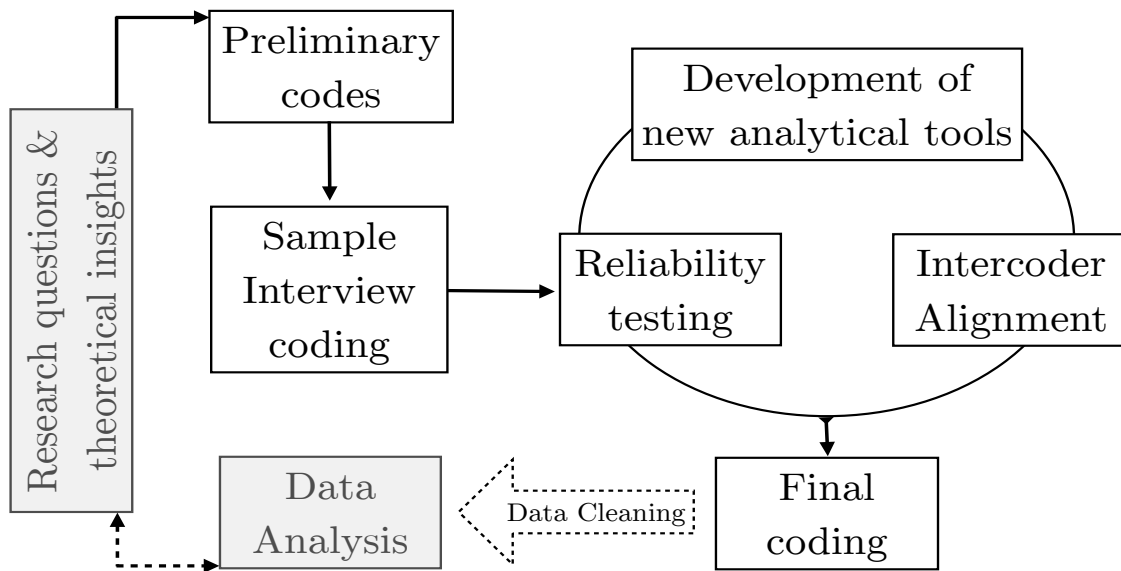 Research questions &
theoretical insights
Preliminary
codes
Sample
Interview
coding
Development of
new analytical tools
Reliability
testing
Intercoder
Alignment
Final
coding
Data Cleaning
Data
Analysis